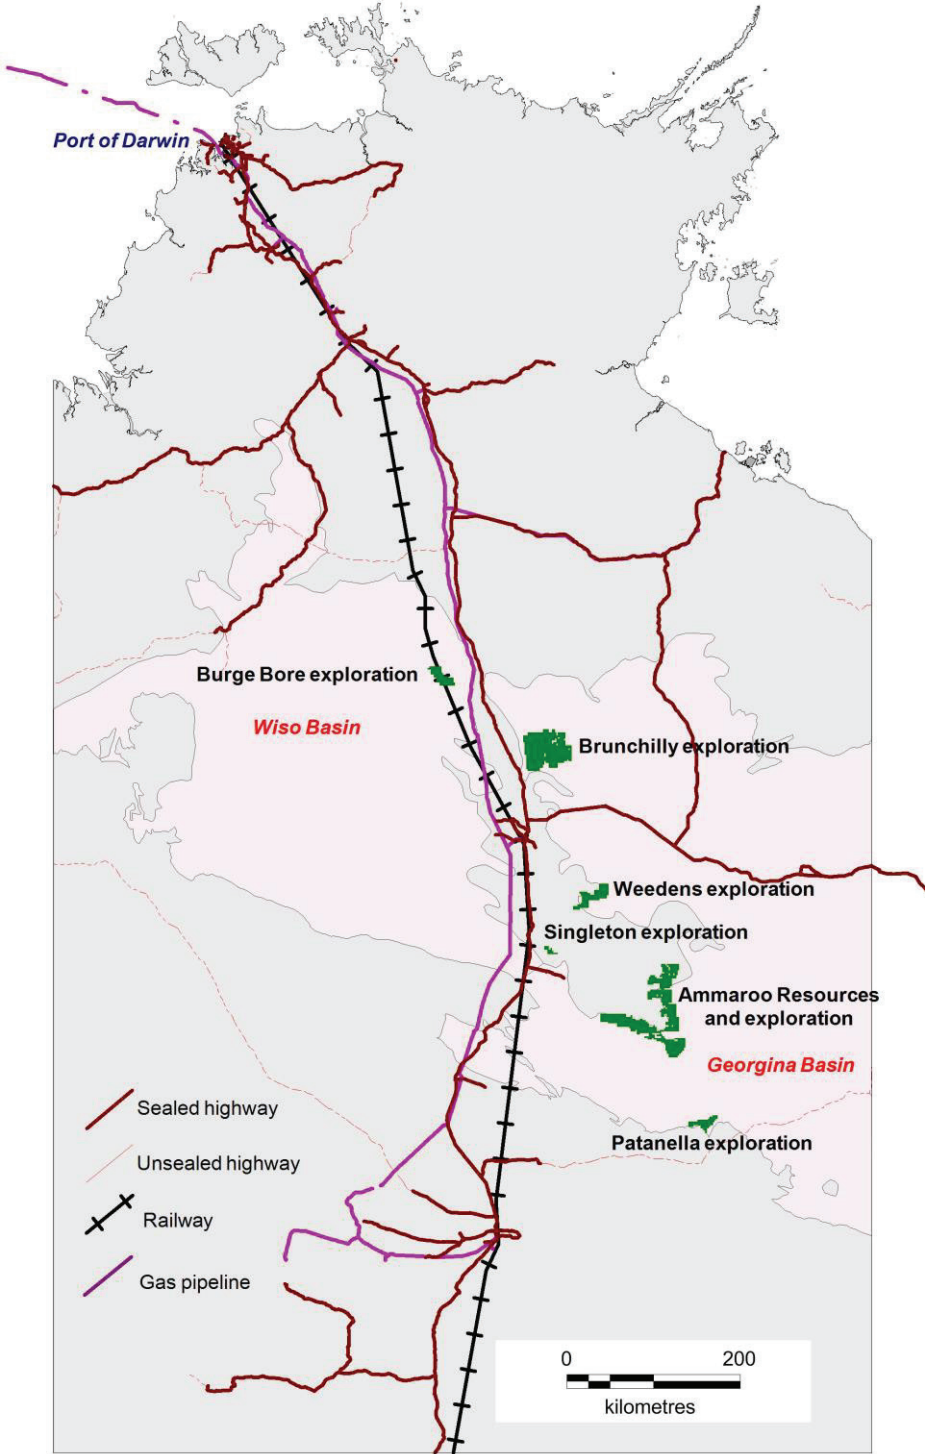 Port of Darwin
Burge Bore exploration
Wiso Basin
Brunchilly exploration
Weedens exploration
Singleton exploration
Ammaroo Resources
and exploration
Georgina Basin
Patanella exploration
Sealed highway
Unsealed highway
Railway
Gas pipeline
0 200
kilometres